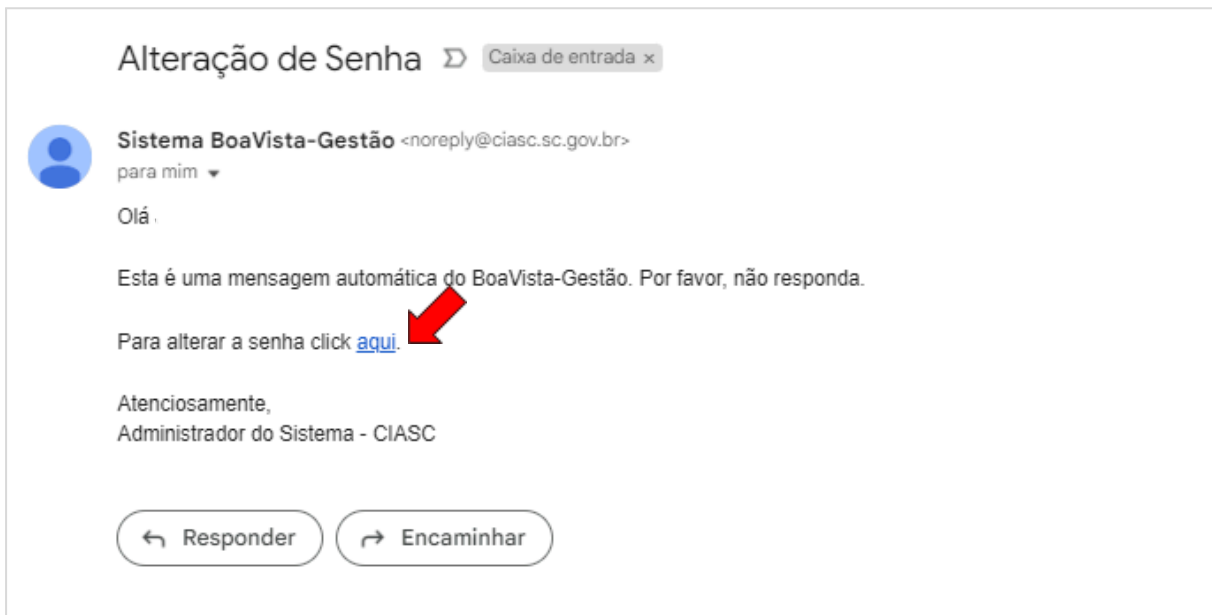 Alteração de Senha Caixa de entrada ×
Sistema BoaVista-Gestão <noreply@ciasc.sc.gov.br>
para mim
Olá
Esta é uma mensagem automática do BoaVista-Gestão. Por favor, não responda.
Para alterar a senha click aqui.
Atenciosamente,
Administrador do Sistema - CIASC
Responder Encaminhar